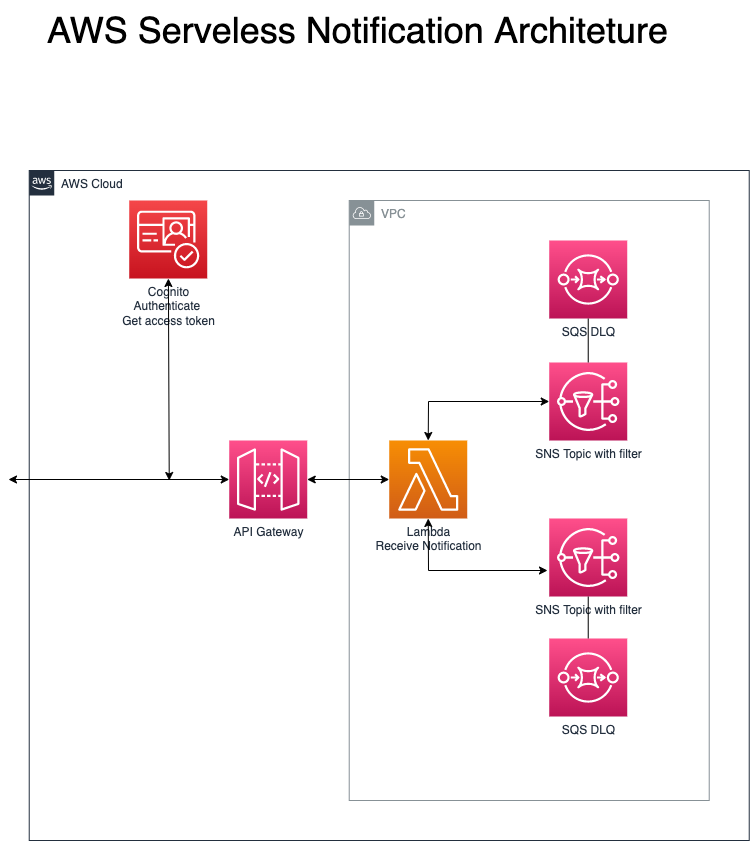 AWS Serveless Notification Architeture
aws
AWS Cloud
VPC
Cognito
Authenticate
Get access token
SQS DLQ
SNS Topic with filter
</>
API Gateway
Lambda
Receive Notification
SNS Topic with filter
SQS DLQ